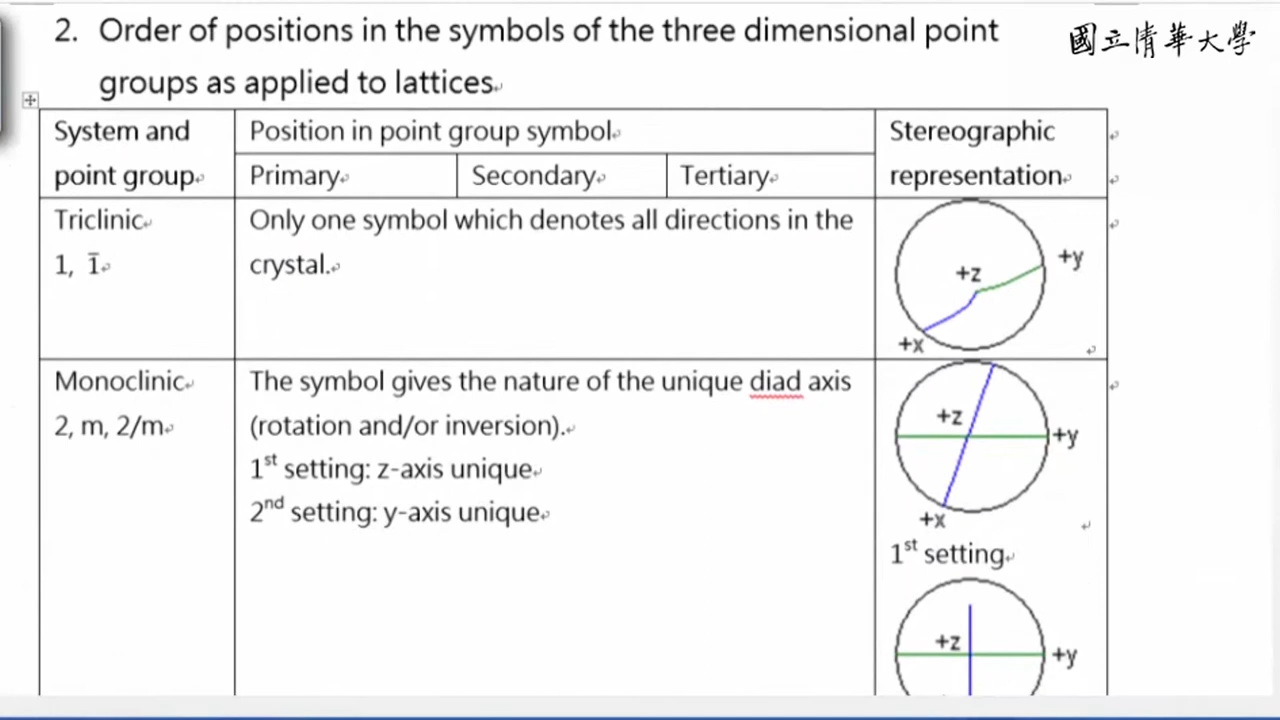 2. Order of positions in the symbols of the three dimensional point
groups as applied to lattices
國立清華大學
System and
point group
Position in point group symbol
Primary
Secondary
Tertiary
Stereographic
representation
Triclinic
1, 1̄
Only one symbol which denotes all directions in the
crystal.
+z
+y
+x
Monoclinic
2, m, 2/m
The symbol gives the nature of the unique diad axis
(rotation and/or inversion).
1st setting: z-axis unique
2nd setting: y-axis unique
+z
+y
+x
1st setting
+z
+y